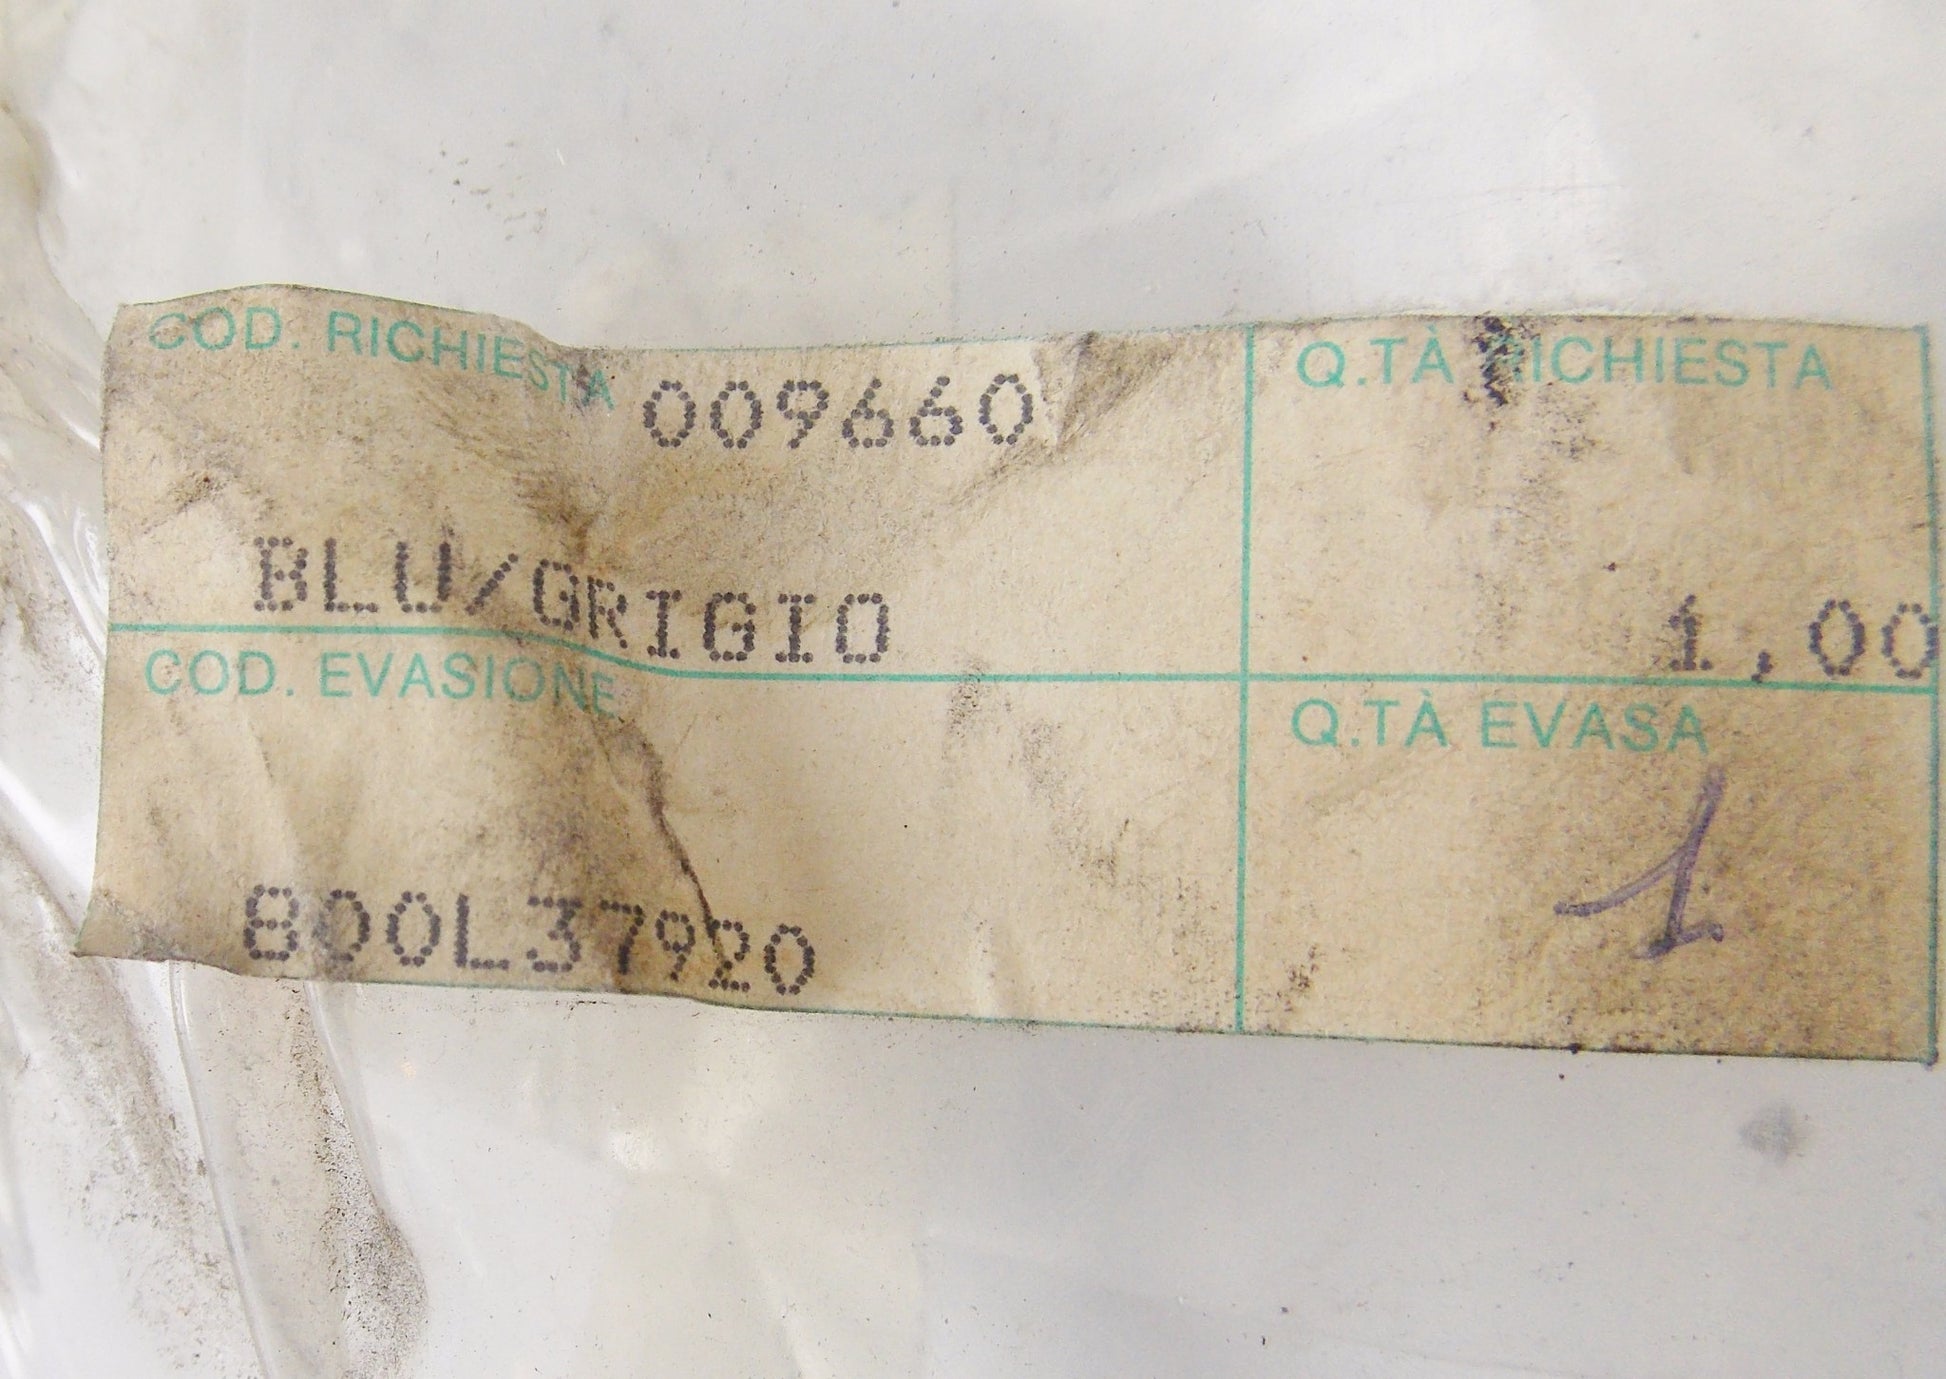 COD. RICHIESTA 009660
BLU/GRIGIO
Q.TÀ RICHIESTA
1,00
COD. EVASIONE
800L37920
Q.TÀ EVASA
1